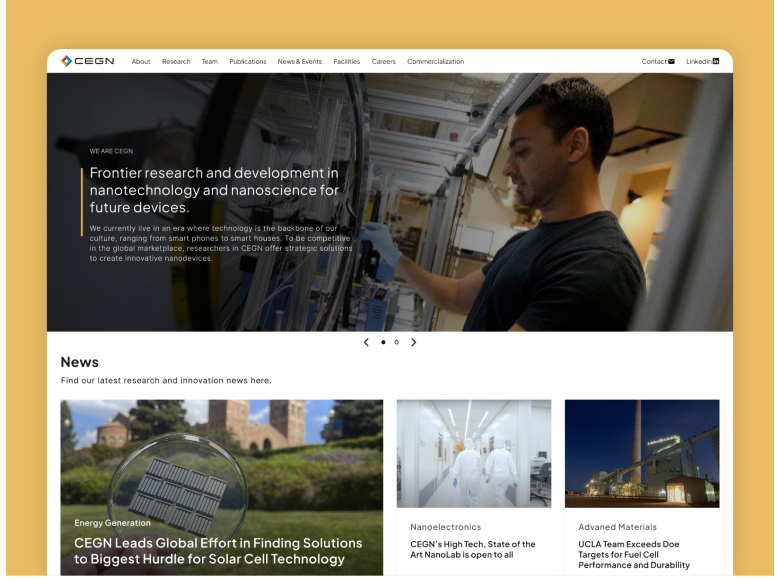 CEGN About Research Team Publications News & Events Facilities Careers Commercialization Contact LinkedIn
WE ARE CEGN
Frontier research and development in
nanotechnology and nanoscience for
future devices.
We currently live in an era where technology is the backbone of our
culture, ranging from smart phones to smart houses. To be competitive
in the global marketplace, researchers in CEGN offer strategic solutions
to create innovative nanodevices.
News
Find our latest research and innovation news here.
Energy Generation
CEGN Leads Global Effort in Finding Solutions
to Biggest Hurdle for Solar Cell Technology
Nanoelectronics
CEGN's High Tech, State of the
Art NanoLab is open to all
Advaned Materials
UCLA Team Exceeds Doe
Targets for Fuel Cell
Performance and Durability